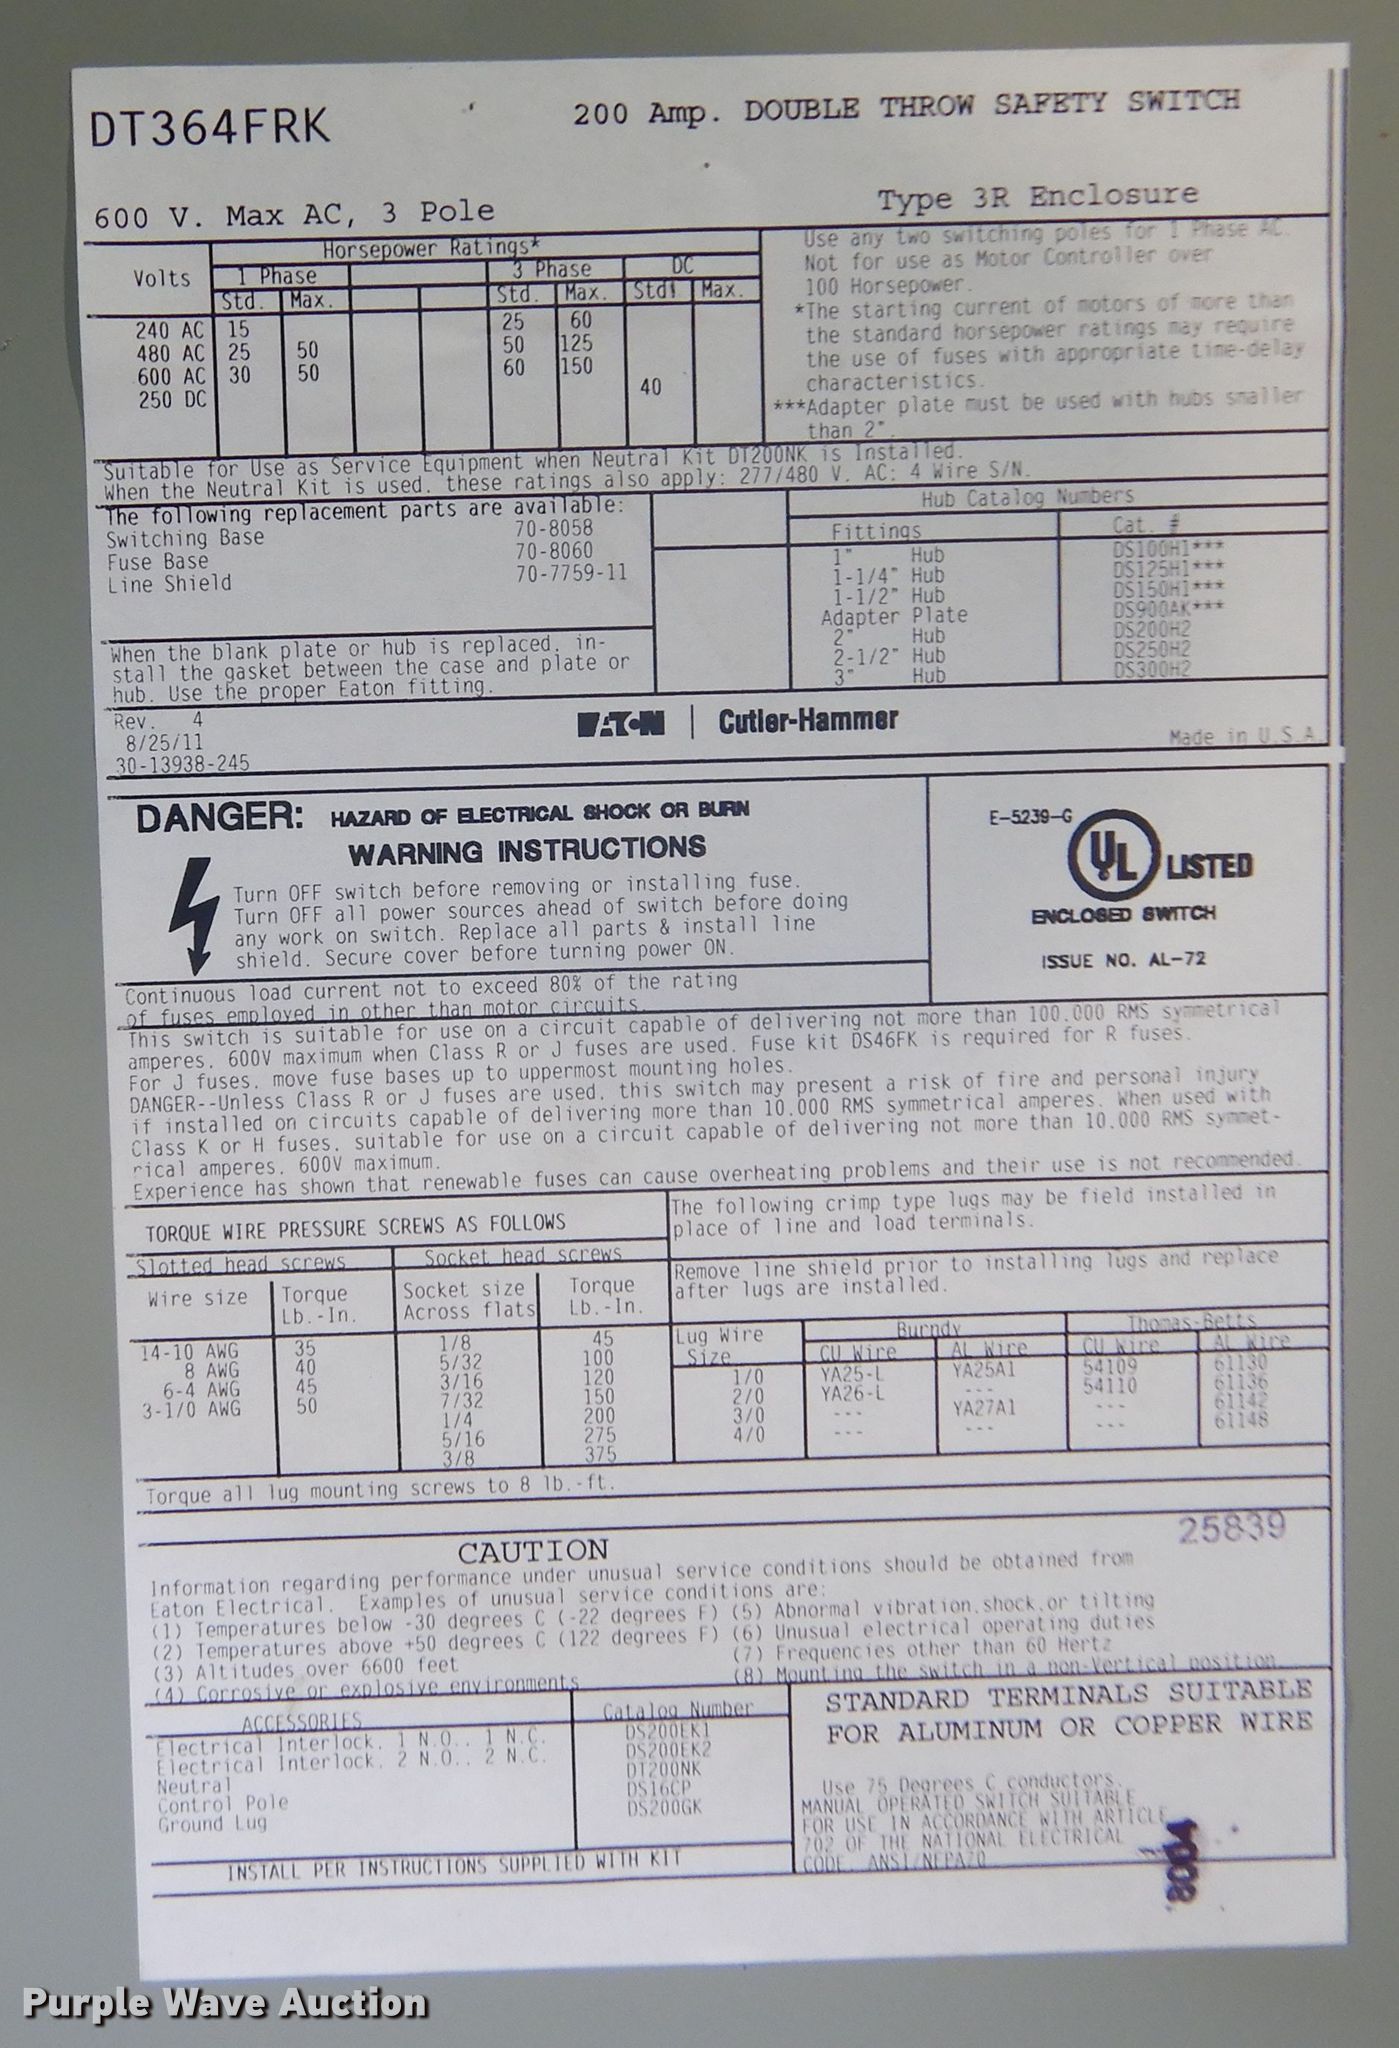 DT364FRK
200 Amp. DOUBLE THROW SAFETY SWITCH
600 V. Max AC, 3 Pole
Type 3R Enclosure
Horsepower Ratings*
Volts
1 Phase 3 Phase DC
Std. Max. Std. Max. Std. Max.
240 AC 15 25 60
480 AC 25 50 50 125
600 AC 30 50 60 150
250 DC 40
Use any two switching poles for 1 Phase AC.
Not for use as Motor Controller over
100 Horsepower.
*The starting current of motors of more than
the standard horsepower ratings may require
the use of fuses with appropriate time-delay
characteristics.
***Adapter plate must be used with hubs smaller
than 2".
Suitable for Use as Service Equipment when Neutral Kit DT200NK is Installed.
When the Neutral Kit is used, these ratings also apply: 277/480 V. AC: 4 Wire S/N.
The following replacement parts are available:
Switching Base 70-8058
Fuse Base 70-8060
Line Shield 70-7759-11
Hub Catalog Numbers
Fittings Cat. #
1" Hub DS100H1***
1-1/4" Hub DS125H1***
1-1/2" Hub DS150H1***
Adapter Plate DS900AK***
2" Hub DS200H2
2-1/2" Hub DS250H2
3" Hub DS300H2
When the blank plate or hub is replaced, in-
stall the gasket between the case and plate or
hub. Use the proper Eaton fitting.
Rev. 4
8/25/11
30-13938-245
EATON | Cutler-Hammer
Made in U.S.A.
DANGER: HAZARD OF ELECTRICAL SHOCK OR BURN
WARNING INSTRUCTIONS
Turn OFF switch before removing or installing fuse.
Turn OFF all power sources ahead of switch before doing
any work on switch. Replace all parts & install line
shield. Secure cover before turning power ON.
E-5239-G
UL LISTED
ENCLOSED SWITCH
ISSUE NO. AL-72
Continuous load current not to exceed 80% of the rating
of fuses employed in other than motor circuits.
This switch is suitable for use on a circuit capable of delivering not more than 100,000 RMS symmetrical
amperes, 600V maximum when Class R or J fuses are used. Fuse kit DS46FK is required for R fuses.
For J fuses, move fuse bases up to uppermost mounting holes.
DANGER--Unless Class R or J fuses are used, this switch may present a risk of fire and personal injury
if installed on circuits capable of delivering more than 10,000 RMS symmetrical amperes. When used with
Class K or H fuses, suitable for use on a circuit capable of delivering not more than 10,000 RMS symmet-
rical amperes, 600V maximum.
Experience has shown that renewable fuses can cause overheating problems and their use is not recommended.
TORQUE WIRE PRESSURE SCREWS AS FOLLOWS
Slotted head screws Socket head screws
Wire size Torque Lb.-In. Socket size Across flats Torque Lb.-In.
14-10 AWG 35 1/8 45
8 AWG 40 5/32 100
6-4 AWG 45 3/16 120
3-1/0 AWG 50 7/32 150
1/4 200
5/16 275
3/8 375
The following crimp type lugs may be field installed in
place of line and load terminals.
Remove line shield prior to installing lugs and replace
after lugs are installed.
Lug Wire Size Burndy Thomas-Betts
CU Wire AL Wire CU Wire AL Wire
1/0 YA25-L YA25A1 54109 61130
2/0 YA26-L --- 54110 61136
3/0 --- YA27A1 --- 61142
4/0 --- --- --- 61148
Torque all lug mounting screws to 8 lb.-ft.
25839
CAUTION
Information regarding performance under unusual service conditions should be obtained from
Eaton Electrical. Examples of unusual service conditions are:
(1) Temperatures below -30 degrees C (-22 degrees F) (5) Abnormal vibration,shock,or tilting
(2) Temperatures above +50 degrees C (122 degrees F) (6) Unusual electrical operating duties
(3) Altitudes over 6600 feet (7) Frequencies other than 60 Hertz
(4) Corrosive or explosive environments (8) Mounting the switch in a non-Vertical position
ACCESSORIES Catalog Number
Electrical Interlock, 1 N.O., 1 N.C. DS200EK1
Electrical Interlock, 2 N.O., 2 N.C. DS200EK2
Neutral DT200NK
Control Pole DS16CP
Ground Lug DS200GK
INSTALL PER INSTRUCTIONS SUPPLIED WITH KIT
STANDARD TERMINALS SUITABLE
FOR ALUMINUM OR COPPER WIRE
Use 75 Degrees C conductors.
MANUAL OPERATED SWITCH SUITABLE
FOR USE IN ACCORDANCE WITH ARTICLE
702 OF THE NATIONAL ELECTRICAL
CODE, ANSI/NFPA70
Purple Wave Auction